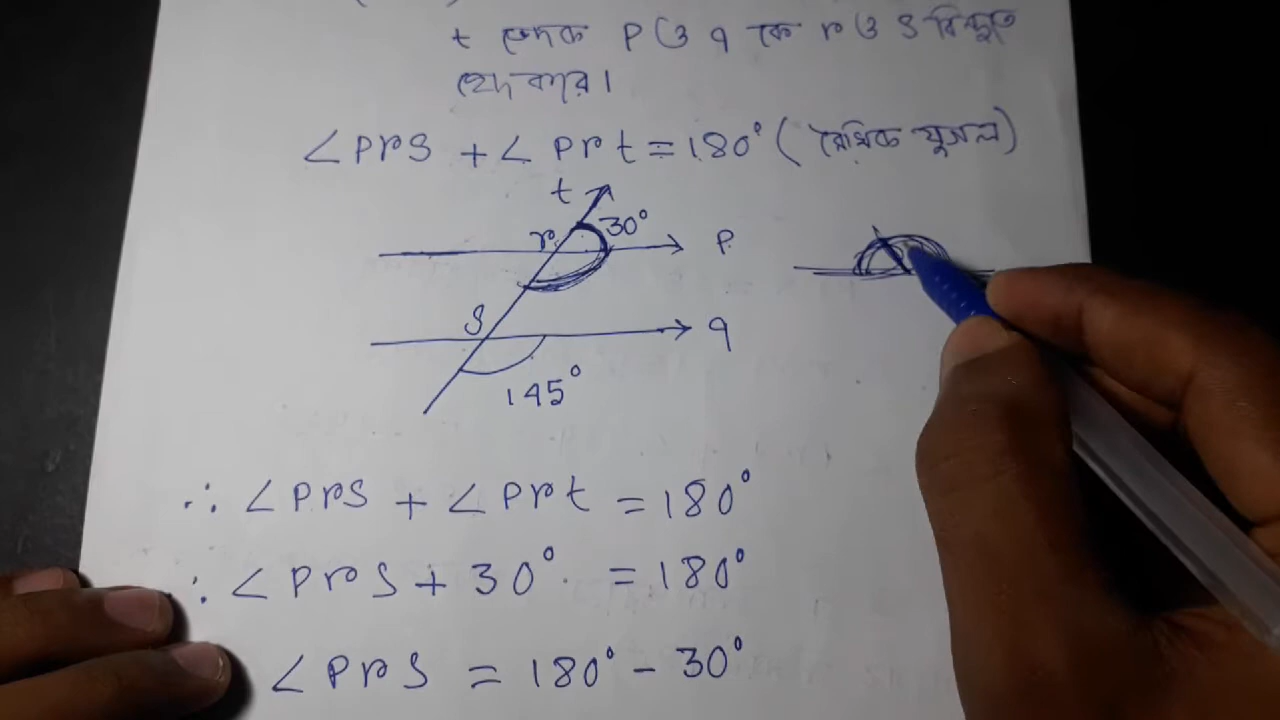 t ছেদক P ও q কে r ও S বিন্দুতে
ছেদ করে।
∠PrS + ∠Prt = 180° (রৈখিক যুগল)
t
r 30° P
S q
145°
∴ ∠PrS + ∠Prt = 180°
∴ ∠PrS + 30° = 180°
∠PrS = 180° - 30°